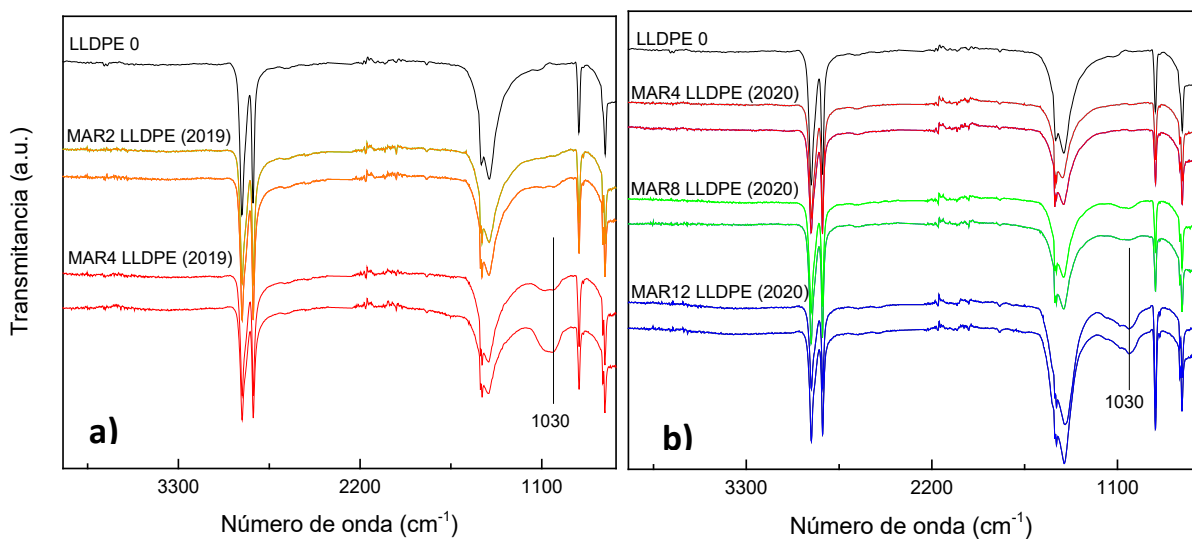 Transmitancia (a.u.)
LLDPE 0
MAR2 LLDPE (2019)
MAR4 LLDPE (2019)
1030
a)
3300 2200 1100
Número de onda (cm⁻¹)
LLDPE 0
MAR4 LLDPE (2020)
MAR8 LLDPE (2020)
MAR12 LLDPE (2020)
1030
b)
3300 2200 1100
Número de onda (cm⁻¹)